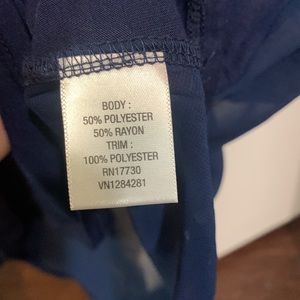 BODY :
50% POLYESTER
50% RAYON
TRIM :
100% POLYESTER
RN17730
VN1284281